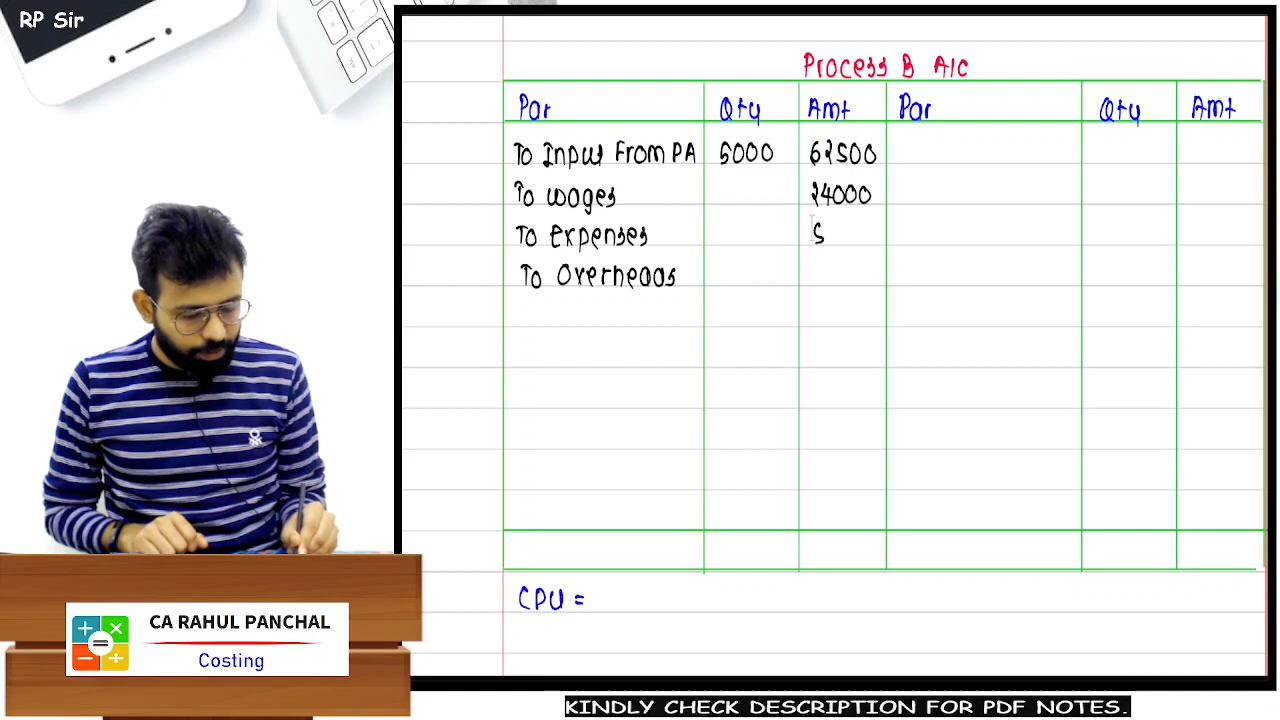 RP Sir
Process B A/c
Par Qty Amt Par Qty Amt
To Input From PA 5000 62500
To wages 24000
To Expenses 5
To Overheads
CPU =
CA RAHUL PANCHAL
Costing
KINDLY CHECK DESCRIPTION FOR PDF NOTES.